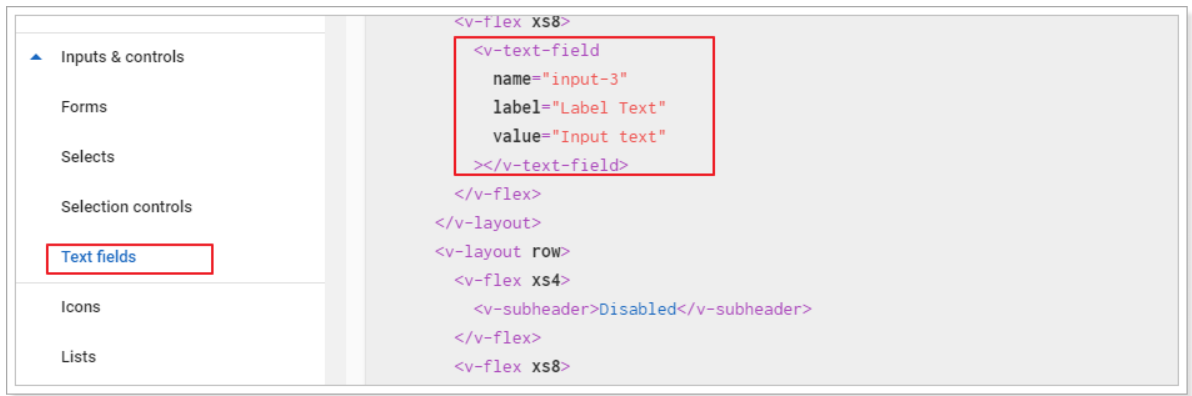 Inputs & controls
Forms
Selects
Selection controls
Text fields
Icons
Lists
<v-flex xs8>
<v-text-field
name="input-3"
label="Label Text"
value="Input text"
></v-text-field>
</v-flex>
</v-layout>
<v-layout row>
<v-flex xs4>
<v-subheader>Disabled</v-subheader>
</v-flex>
<v-flex xs8>